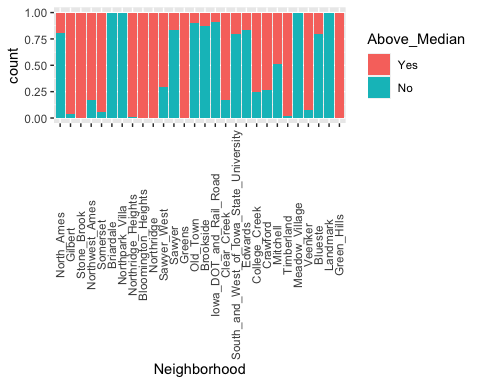 1.00
0.75
0.50
0.25
0.00
count
North_Ames
Gilbert
Stone_Brook
Northwest_Ames
Somerset
Briardale
Northpark_Villa
Northridge_Heights
Bloomington_Heights
Northridge
Sawyer_West
Sawyer
Greens
Old_Town
Brookside
Iowa_DOT_and_Rail_Road
Clear_Creek
South_and_West_of_Iowa_State_University
Edwards
College_Creek
Crawford
Mitchell
Timberland
Meadow_Village
Veenker
Blueste
Landmark
Green_Hills
Neighborhood
Above_Median
Yes
No